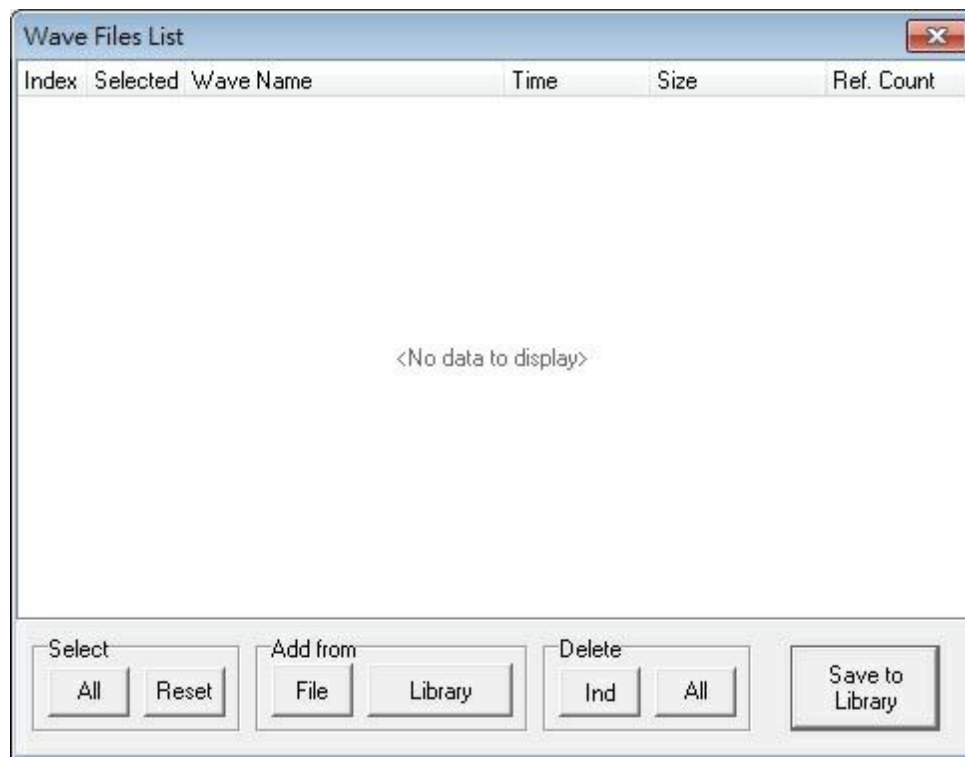 Wave Files List
Index Selected Wave Name Time Size Ref. Count
<No data to display>
Select Add from Delete
All Reset File Library Ind All Save to
Library